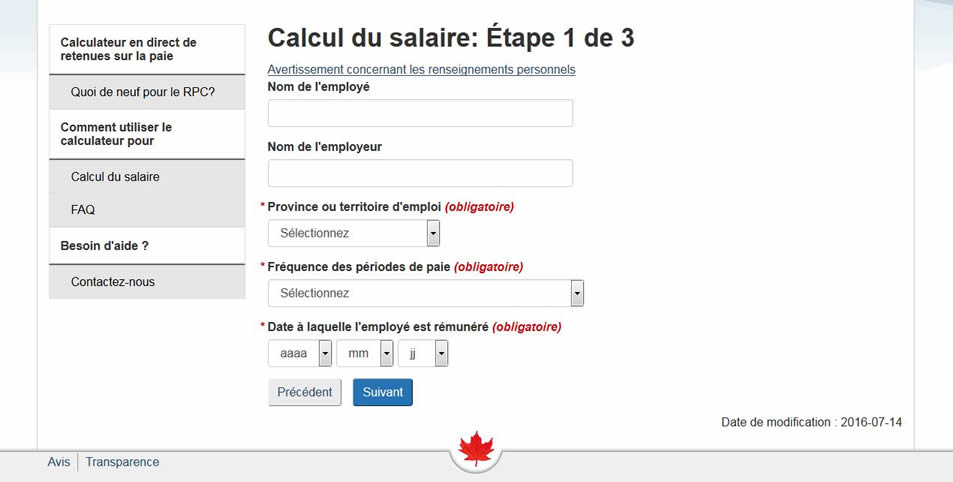 Calculateur en direct de
retenues sur la paie
Quoi de neuf pour le RPC?
Comment utiliser le
calculateur pour
Calcul du salaire
FAQ
Besoin d'aide ?
Contactez-nous
Calcul du salaire: Étape 1 de 3
Avertissement concernant les renseignements personnels
Nom de l'employé
Nom de l'employeur
* Province ou territoire d'emploi (obligatoire)
Sélectionnez
* Fréquence des périodes de paie (obligatoire)
Sélectionnez
* Date à laquelle l'employé est rémunéré (obligatoire)
aaaa mm jj
Précédent Suivant
Date de modification : 2016-07-14
Avis Transparence